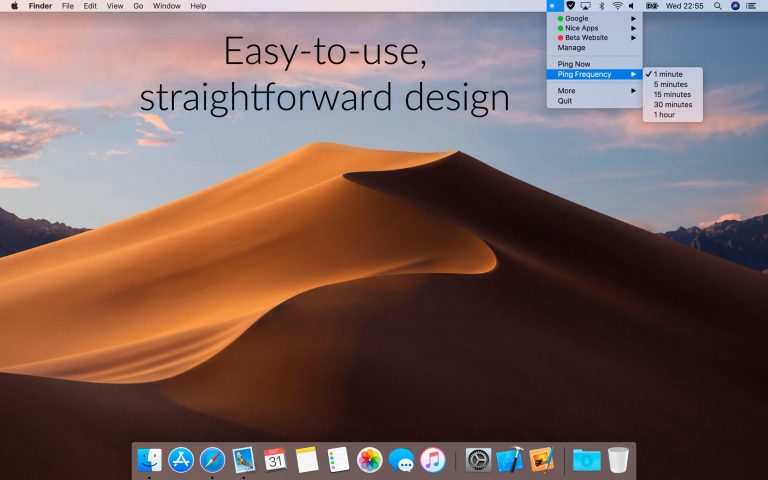 Finder File Edit View Go Window Help
Wed 22:55
Easy-to-use,
straightforward design
Google
Nice Apps
Beta Website
Manage
Ping Now
Ping Frequency
More
Quit
1 minute
5 minutes
15 minutes
30 minutes
1 hour
OCT
31